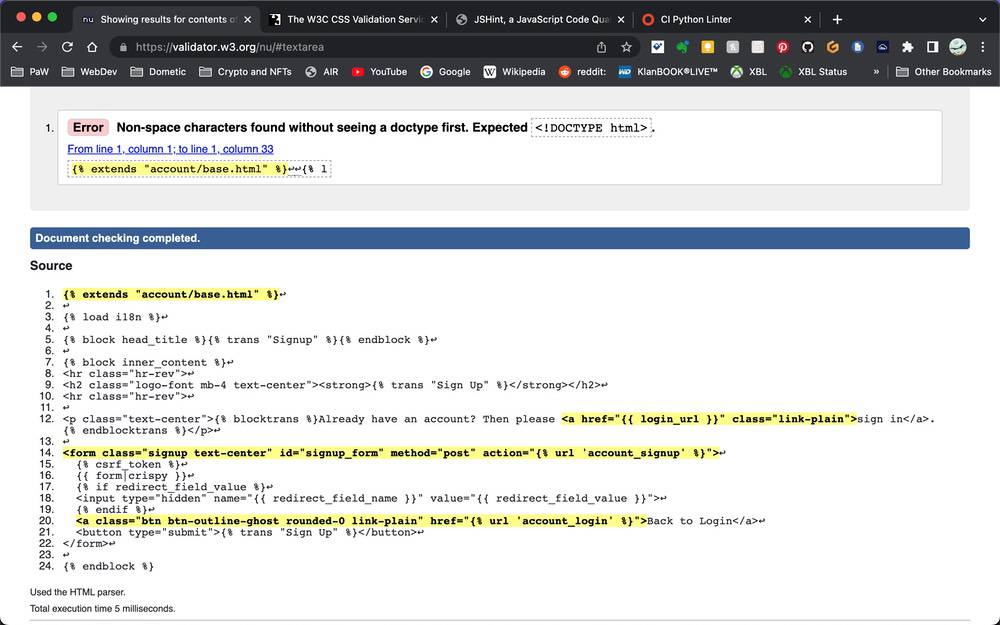 Showing results for contents of
The W3C CSS Validation Servic
JSHint, a JavaScript Code Qua
CI Python Linter
https://validator.w3.org/nu/#textarea
PaW
WebDev
Dometic
Crypto and NFTs
AIR
YouTube
Google
Wikipedia
reddit:
KlanBOOK®LIVE™
XBL
XBL Status
»
Other Bookmarks
1. Error Non-space characters found without seeing a doctype first. Expected <!DOCTYPE html>.
From line 1, column 1; to line 1, column 33
{% extends "account/base.html" %}↩↩{% l
Document checking completed.
Source
1. {% extends "account/base.html" %}↩
2. ↩
3. {% load i18n %}↩
4. ↩
5. {% block head_title %}{% trans "Signup" %}{% endblock %}↩
6. ↩
7. {% block inner_content %}↩
8. <hr class="hr-rev">↩
9. <h2 class="logo-font mb-4 text-center"><strong>{% trans "Sign Up" %}</strong></h2>↩
10. <hr class="hr-rev">↩
11. ↩
12. <p class="text-center">{% blocktrans %}Already have an account? Then please <a href="{{ login_url }}" class="link-plain">sign in</a>.
{% endblocktrans %}</p>↩
13. ↩
14. <form class="signup text-center" id="signup_form" method="post" action="{% url 'account_signup' %}">↩
15. {% csrf_token %}↩
16. {{ form|crispy }}↩
17. {% if redirect_field_value %}↩
18. <input type="hidden" name="{{ redirect_field_name }}" value="{{ redirect_field_value }}">↩
19. {% endif %}↩
20. <a class="btn btn-outline-ghost rounded-0 link-plain" href="{% url 'account_login' %}">Back to Login</a>↩
21. <button type="submit">{% trans "Sign Up" %}</button>↩
22. </form>↩
23. ↩
24. {% endblock %}
Used the HTML parser.
Total execution time 5 milliseconds.